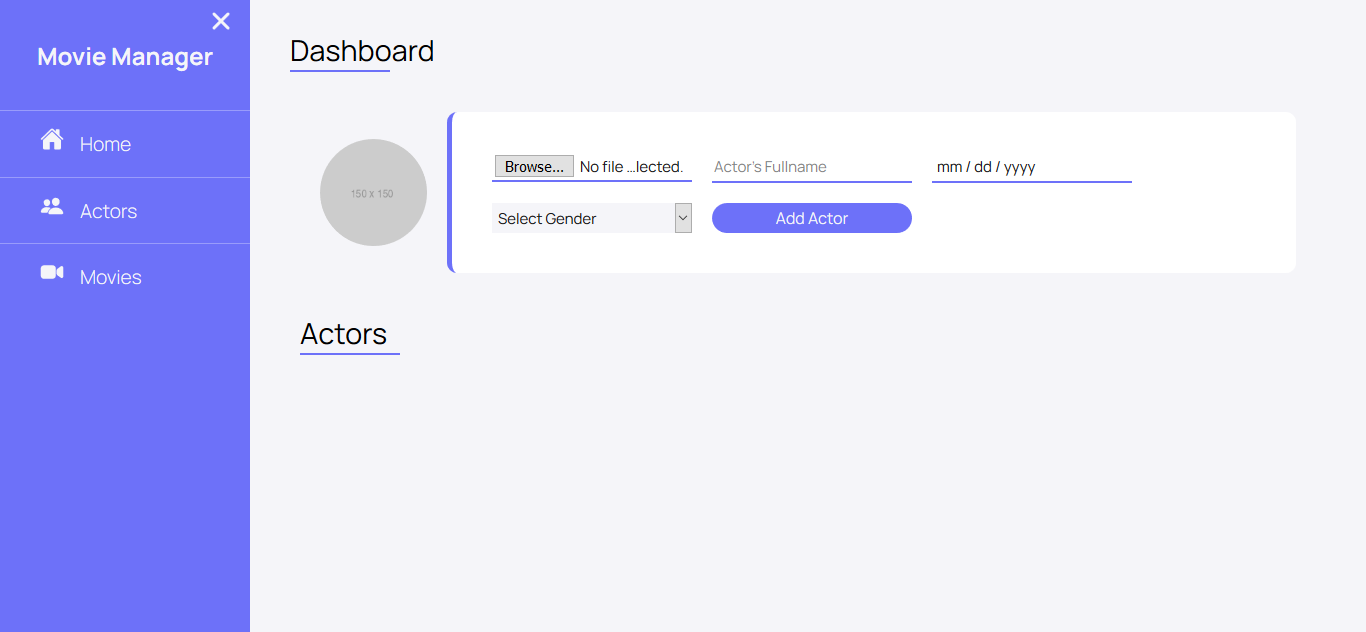 Movie Manager
Home
Actors
Movies
Dashboard
150 x 150
Browse... No file ...lected.
Actor's Fullname
mm / dd / yyyy
Select Gender
Add Actor
Actors